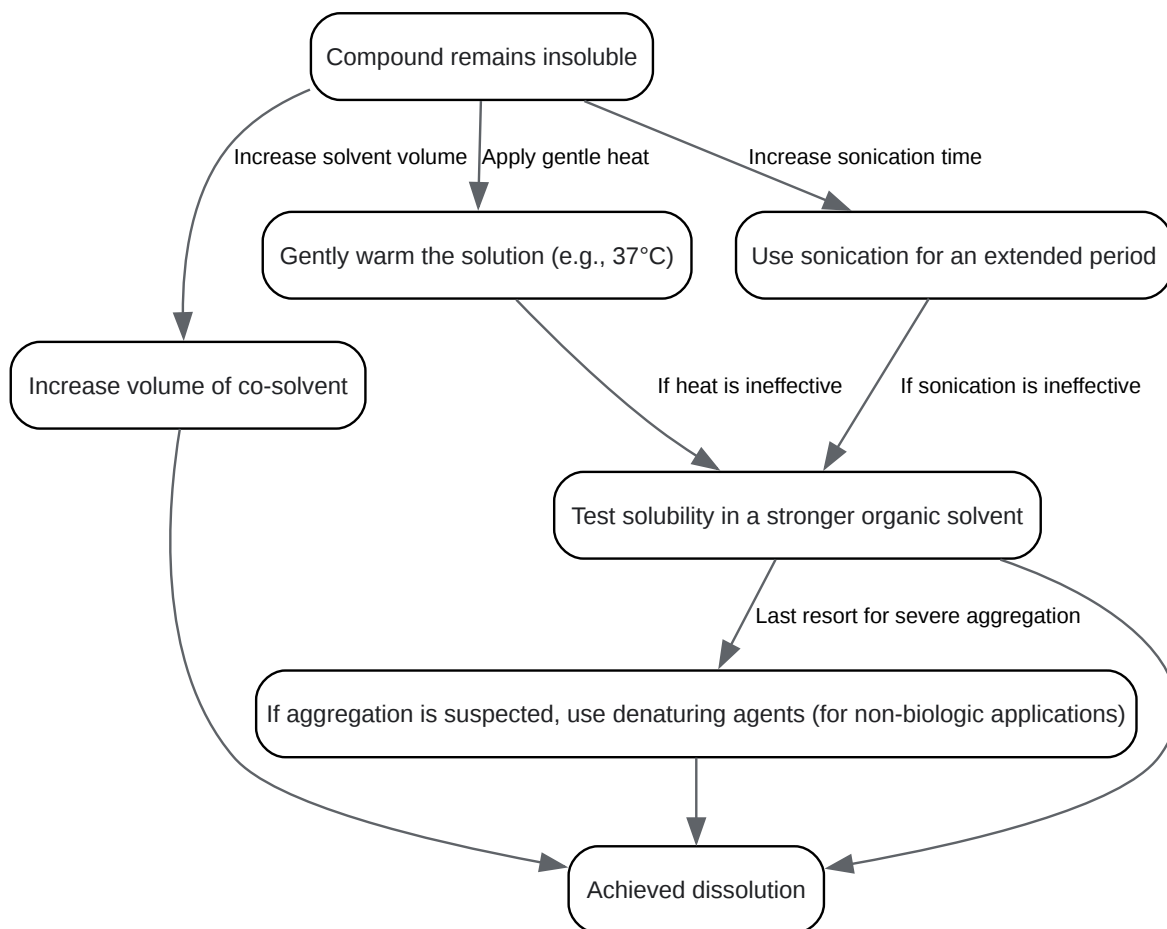 Compound remains insoluble
Increase solvent volume
Apply gentle heat
Increase sonication time
Gently warm the solution (e.g., 37°C)
Use sonication for an extended period
Increase volume of co-solvent
If heat is ineffective
If sonication is ineffective
Test solubility in a stronger organic solvent
Last resort for severe aggregation
If aggregation is suspected, use denaturing agents (for non-biologic applications)
Achieved dissolution